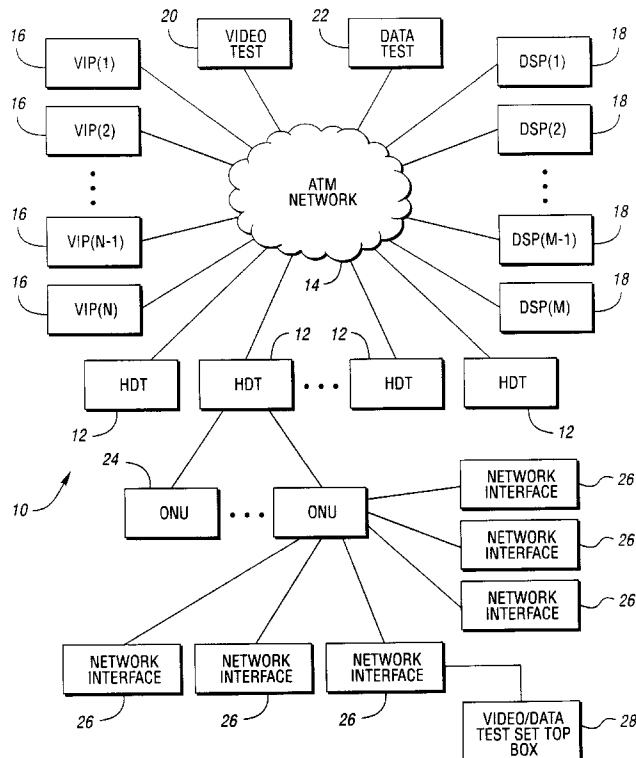 20
22
16
VIDEO
TEST
DATA
TEST
18
VIP(1)
DSP(1)
16
18
VIP(2)
DSP(2)
ATM
NETWORK
16
18
VIP(N-1)
DSP(M-1)
16
14
18
VIP(N)
DSP(M)
12
12
HDT
HDT
HDT
HDT
12
12
24
10
ONU
ONU
NETWORK
INTERFACE
26
NETWORK
INTERFACE
26
NETWORK
INTERFACE
26
NETWORK
INTERFACE
NETWORK
INTERFACE
NETWORK
INTERFACE
26
26
26
VIDEO/DATA
TEST SET TOP
BOX
28